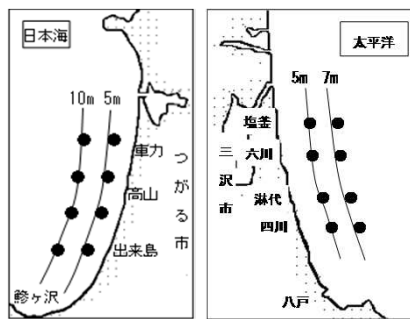 日本海
10m 5m
車力
高山
出来島
鰺ヶ沢
つがる市
太平洋
5m 7m
塩釜
六川
淋代
四川
三沢市
八戸